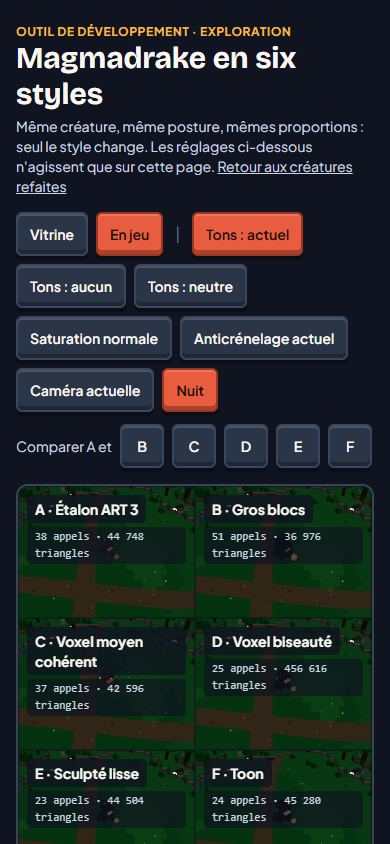 OUTIL DE DÉVELOPPEMENT · EXPLORATION
Magmadrake en six
styles
Même créature, même posture, mêmes proportions :
seul le style change. Les réglages ci-dessous
n'agissent que sur cette page. Retour aux créatures
refaites
Vitrine En jeu | Tons : actuel
Tons : aucun Tons : neutre
Saturation normale Anticrénelage actuel
Caméra actuelle Nuit
Comparer A et B C D E F
A · Étalon ART 3 B · Gros blocs
38 appels · 44 748 51 appels · 36 976
triangles triangles
C · Voxel moyen D · Voxel biseauté
cohérent 25 appels · 456 616
37 appels · 42 596 triangles
triangles
E · Sculpté lisse F · Toon
23 appels · 44 504 24 appels · 45 280
triangles triangles